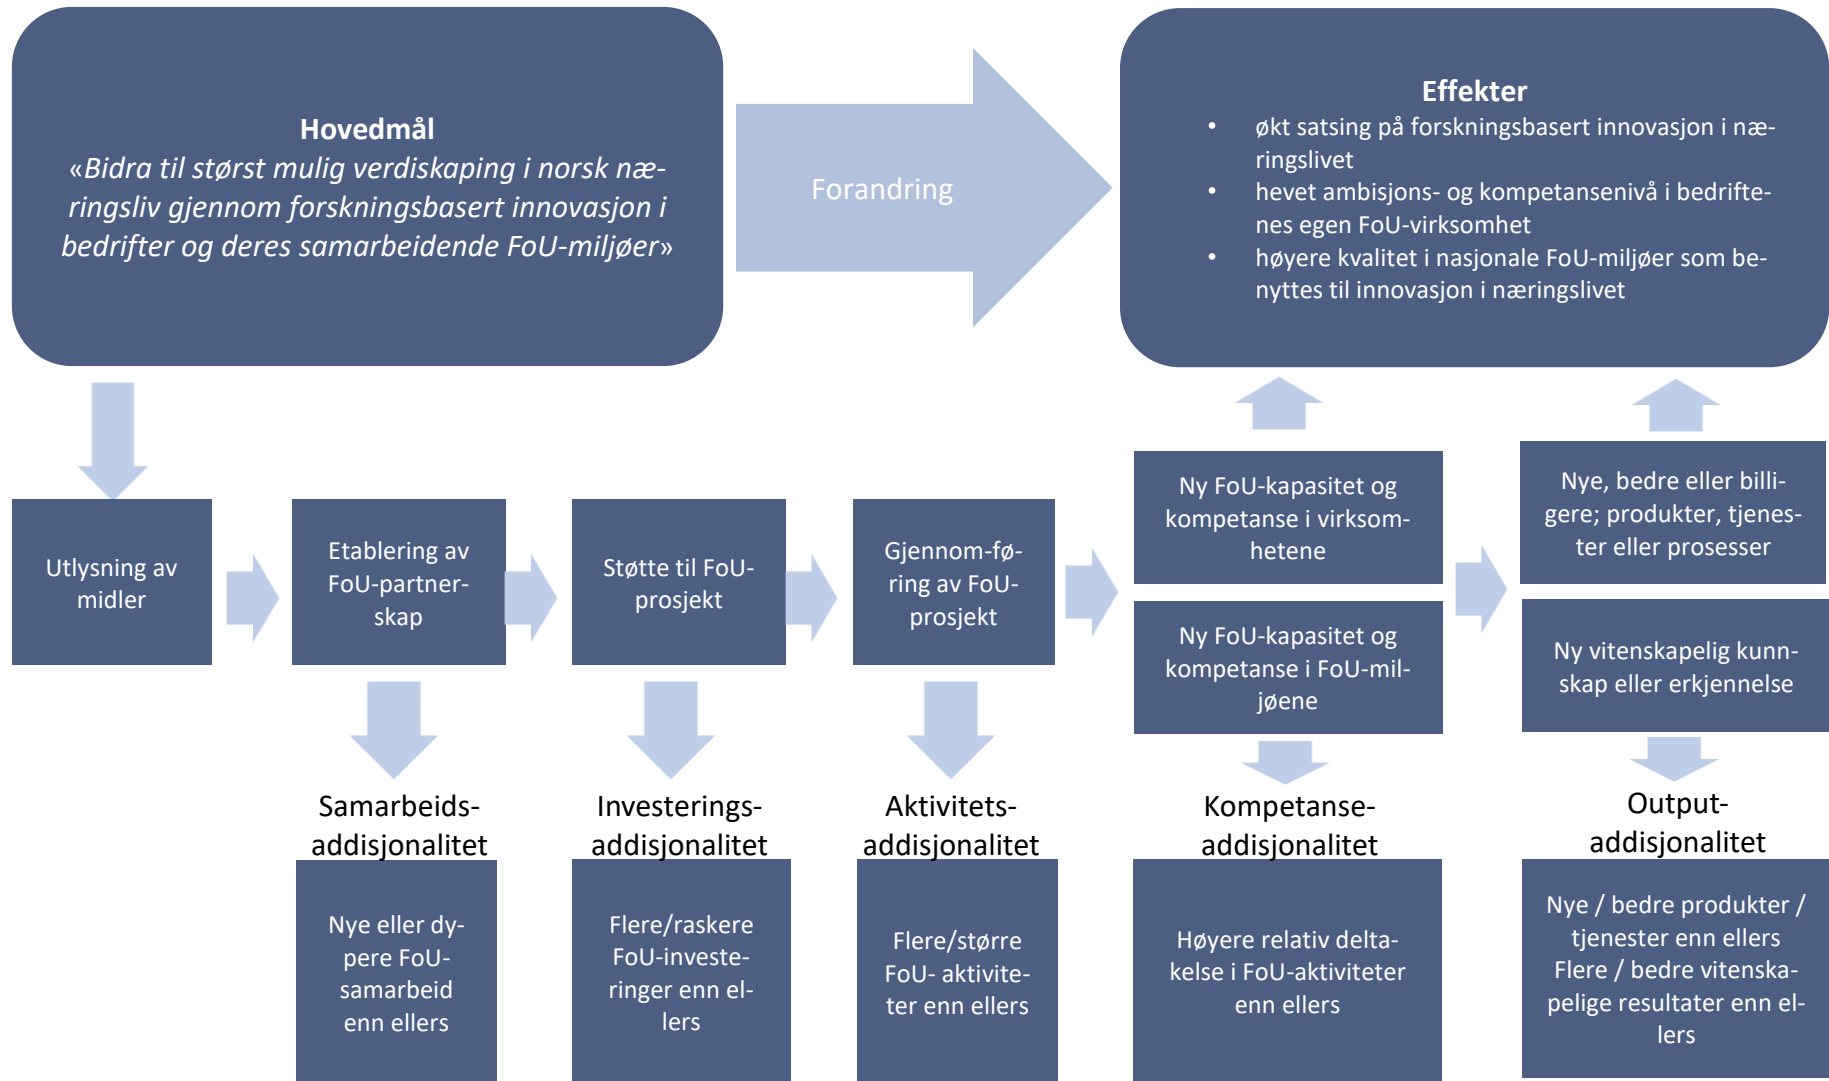 Hovedmål
«Bidra til størst mulig verdiskaping i norsk næ-
ringsliv gjennom forskningsbasert innovasjon i
bedrifter og deres samarbeidende FoU-miljøer»
Forandring
Effekter
• økt satsing på forskningsbasert innovasjon i næ-
ringslivet
• hevet ambisjons- og kompetansenivå i bedrifte-
nes egen FoU-virksomhet
• høyere kvalitet i nasjonale FoU-miljøer som be-
nyttes til innovasjon i næringslivet
Utlysning av
midler
Etablering av
FoU-partner-
skap
Støtte til FoU-
prosjekt
Gjennom-fø-
ring av FoU-
prosjekt
Ny FoU-kapasitet og
kompetanse i virksom-
hetene
Ny FoU-kapasitet og
kompetanse i FoU-mil-
jøene
Nye, bedre eller billi-
gere; produkter, tjenes-
ter eller prosesser
Ny vitenskapelig kunn-
skap eller erkjennelse
Samarbeids-
addisjonalitet
Nye eller dy-
pere FoU-
samarbeid
enn ellers
Investerings-
addisjonalitet
Flere/raskere
FoU-investe-
ringer enn el-
lers
Aktivitets-
addisjonalitet
Flere/større
FoU- aktivite-
ter enn ellers
Kompetanse-
addisjonalitet
Høyere relativ delta-
kelse i FoU-aktiviteter
enn ellers
Output-
addisjonalitet
Nye / bedre produkter /
tjenester enn ellers
Flere / bedre vitenska-
pelige resultater enn el-
lers